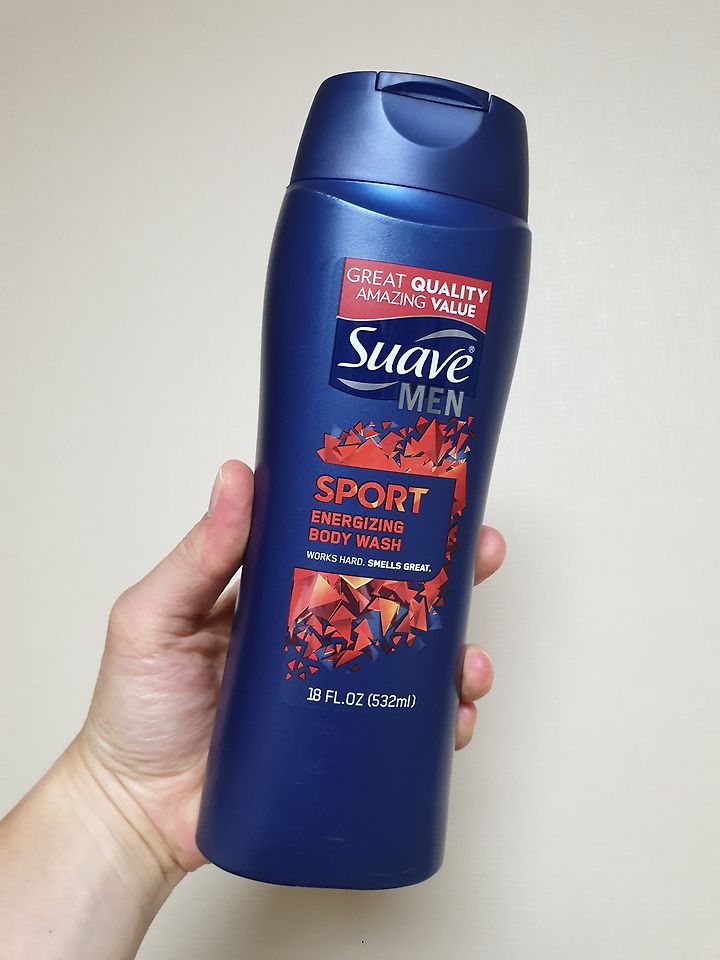 GREAT QUALITY
AMAZING VALUE
Suave®
MEN
SPORT
ENERGIZING
BODY WASH
WORKS HARD. SMELLS GREAT.
18 FL.OZ (532ml)